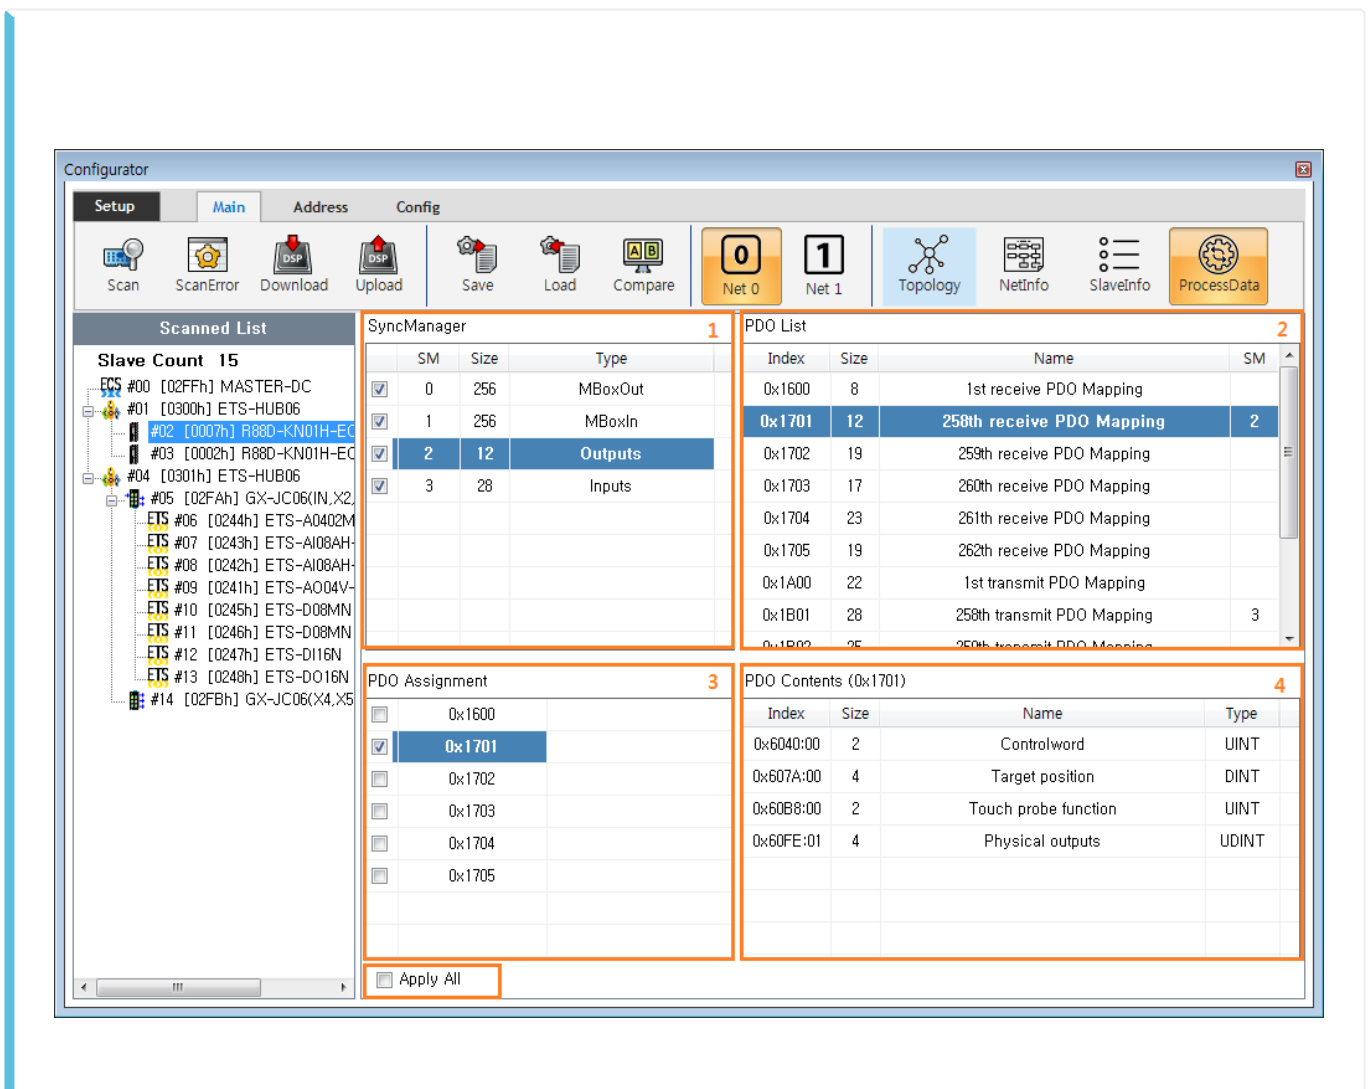 Configurator
Setup Main Address Config
Scan ScanError Download Upload Save Load Compare Net 0 Net 1 Topology NetInfo SlaveInfo ProcessData
DSP DSP A B 0 1
Scanned List
Slave Count 15
ECS #00 [02FFh] MASTER-DC
#01 [0300h] ETS-HUB06
#02 [0007h] R88D-KN01H-EC
#03 [0002h] R88D-KN01H-EC
#04 [0301h] ETS-HUB06
#05 [02FAh] GX-JC06(IN,X2,
ETS #06 [0244h] ETS-A0402M
ETS #07 [0243h] ETS-AI08AH-
ETS #08 [0242h] ETS-AI08AH-
ETS #09 [0241h] ETS-AO04V-
ETS #10 [0245h] ETS-D08MN
ETS #11 [0246h] ETS-D08MN
ETS #12 [0247h] ETS-DI16N
ETS #13 [0248h] ETS-DO16N
#14 [02FBh] GX-JC06(X4,X5
SyncManager 1
SM Size Type
0 256 MBoxOut
1 256 MBoxIn
2 12 Outputs
3 28 Inputs
PDO List 2
Index Size Name SM
0x1600 8 1st receive PDO Mapping
0x1701 12 258th receive PDO Mapping 2
0x1702 19 259th receive PDO Mapping
0x1703 17 260th receive PDO Mapping
0x1704 23 261th receive PDO Mapping
0x1705 19 262th receive PDO Mapping
0x1A00 22 1st transmit PDO Mapping
0x1B01 28 258th transmit PDO Mapping 3
0x1B02 25 259th transmit PDO Mapping
PDO Assignment 3
0x1600
0x1701
0x1702
0x1703
0x1704
0x1705
PDO Contents (0x1701) 4
Index Size Name Type
0x6040:00 2 Controlword UINT
0x607A:00 4 Target position DINT
0x60B8:00 2 Touch probe function UINT
0x60FE:01 4 Physical outputs UDINT
Apply All